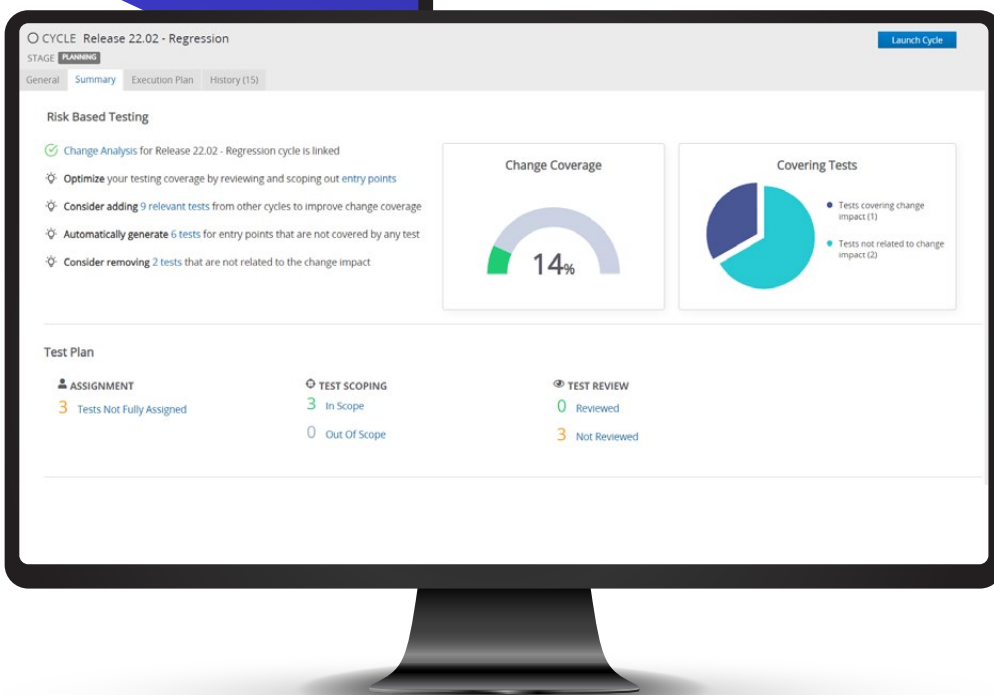 CYCLE Release 22.02 - Regression
Launch Cycle
STAGE PLANNING
General Summary Execution Plan History (15)
Risk Based Testing
Change Analysis for Release 22.02 - Regression cycle is linked
Optimize your testing coverage by reviewing and scoping out entry points
Consider adding 9 relevant tests from other cycles to improve change coverage
Automatically generate 6 tests for entry points that are not covered by any test
Consider removing 2 tests that are not related to the change impact
Change Coverage
14%
Covering Tests
Tests covering change
impact (1)
Tests not related to change
impact (2)
Test Plan
ASSIGNMENT
3 Tests Not Fully Assigned
TEST SCOPING
3 In Scope
0 Out Of Scope
TEST REVIEW
0 Reviewed
3 Not Reviewed